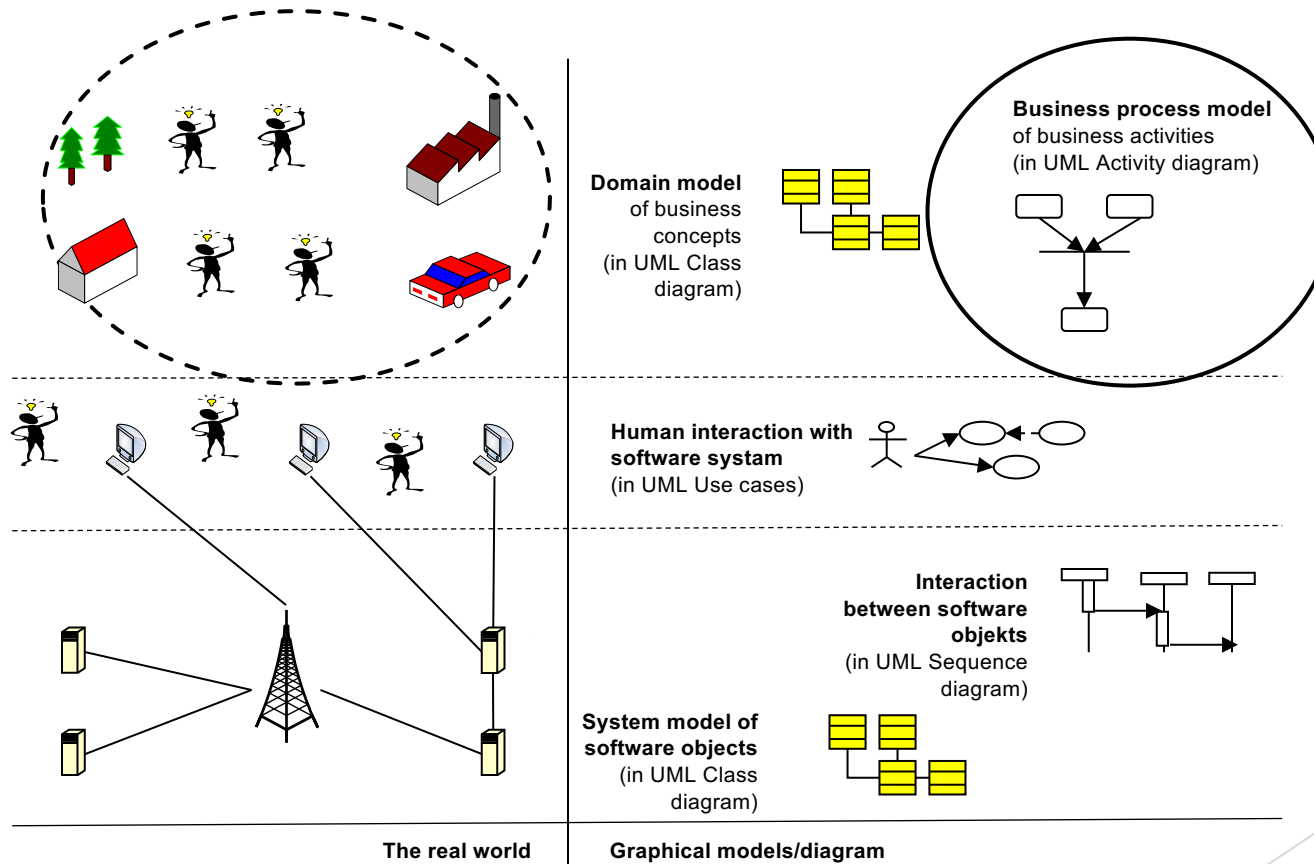 Business process model
of business activities
(in UML Activity diagram)
Domain model
of business
concepts
(in UML Class
diagram)
Human interaction with
software systam
(in UML Use cases)
Interaction
between software
objekts
(in UML Sequence
diagram)
System model of
software objects
(in UML Class
diagram)
The real world
Graphical models/diagram